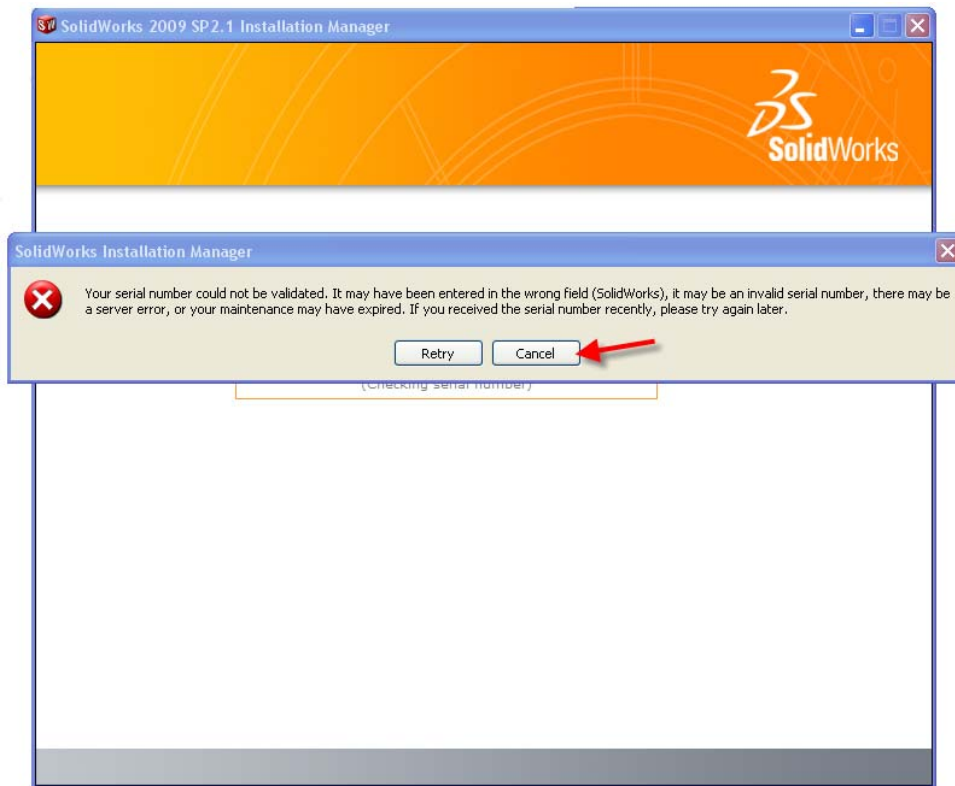 SolidWorks 2009 SP2.1 Installation Manager
SolidWorks
SolidWorks Installation Manager
Your serial number could not be validated. It may have been entered in the wrong field (SolidWorks), it may be an invalid serial number, there may be
a server error, or your maintenance may have expired. If you received the serial number recently, please try again later.
Retry Cancel
(Checking serial number)